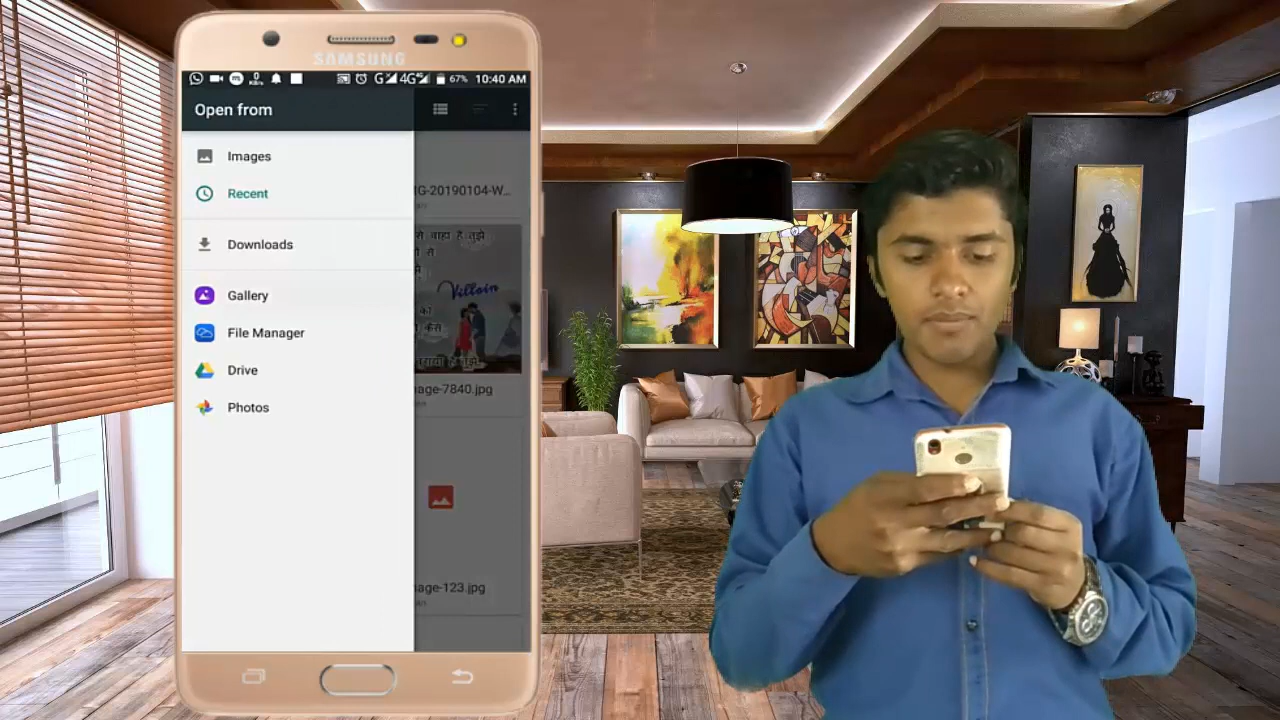 SAMSUNG
G 4G 67% 10:40 AM
Open from
Images
Recent
Downloads
Gallery
File Manager
Drive
Photos
G-20190104-W...
से वाहा है तुझे
से
Villain
को
कैसे
तुझे
age-7840.jpg
age-123.jpg